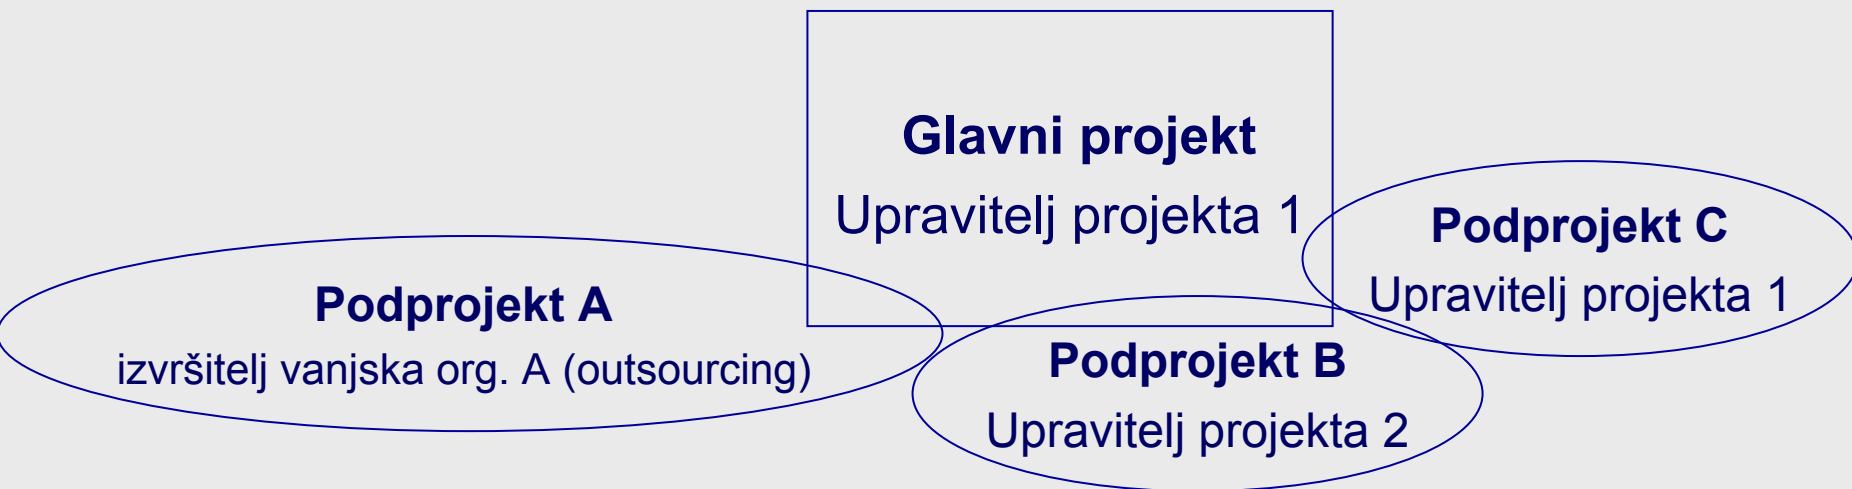 Glavni projekt
Upravitelj projekta 1
Podprojekt A
izvršitelj vanjska org. A (outsourcing)
Podprojekt B
Upravitelj projekta 2
Podprojekt C
Upravitelj projekta 1